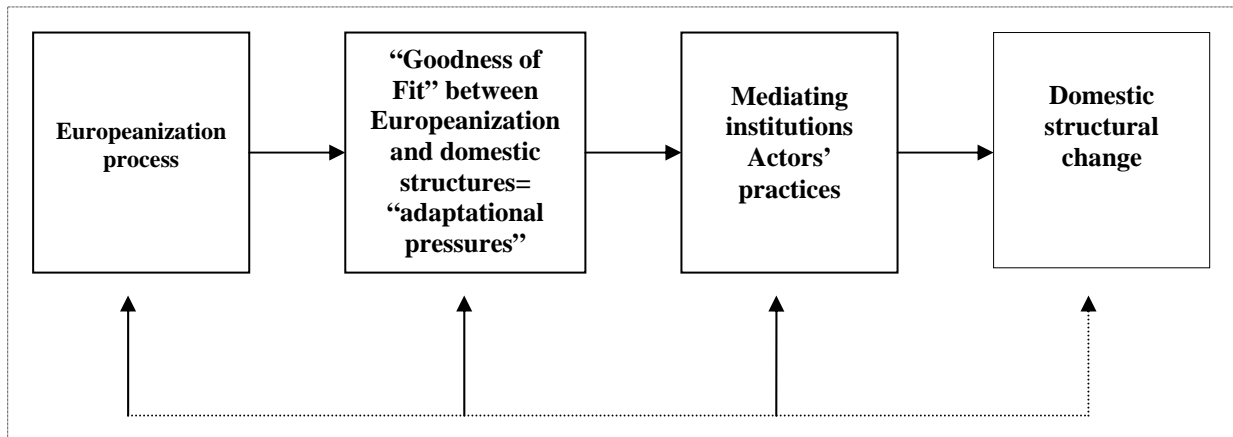 Europeanization
process
“Goodness of
Fit” between
Europeanization
and domestic
structures=
“adaptational
pressures”
Mediating
institutions
Actors’
practices
Domestic
structural
change